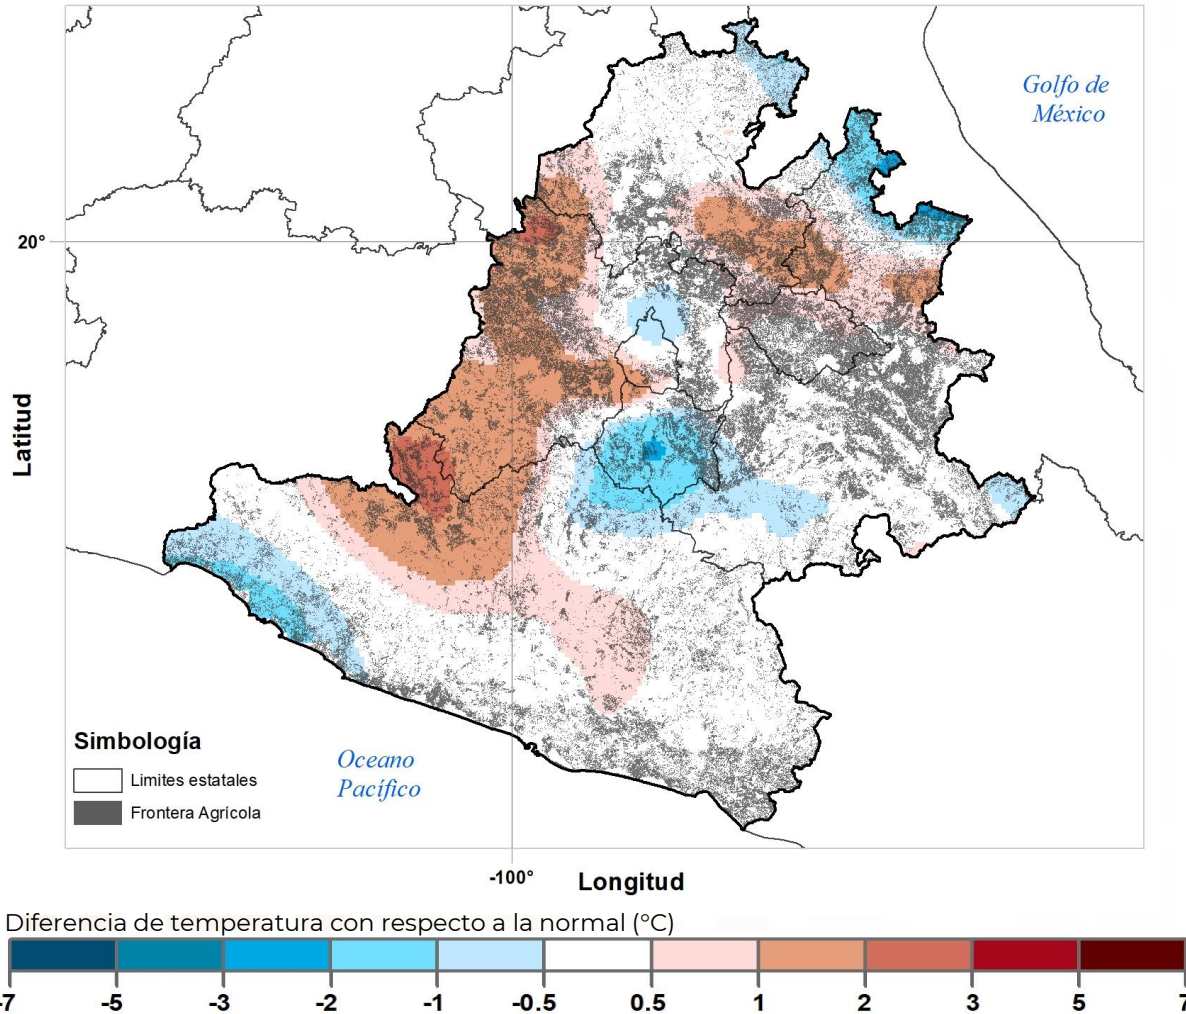 Golfo de
México
20°
Latitud
Simbología
Limites estatales
Frontera Agrícola
Oceano
Pacífico
-100°
Longitud
Diferencia de temperatura con respecto a la normal (°C)
-7 -5 -3 -2 -1 -0.5 0.5 1 2 3 5 7